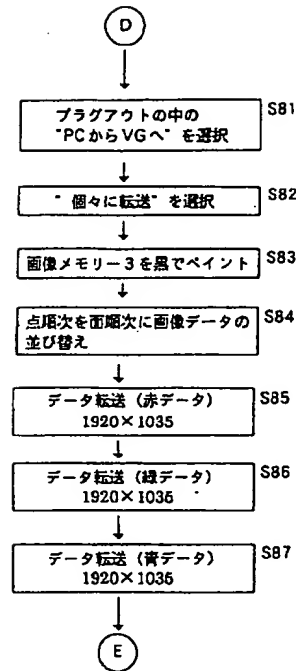 D
プラグアウトの中の S81
"PCからVGへ" を選択
"個々に転送" を選択 S82
画像メモリー3を黒でペイント S83
点順次を面順次に画像データの S84
並び替え
データ転送 (赤データ) S85
1920×1035
データ転送 (緑データ) S86
1920×1035
データ転送 (青データ) S87
1920×1035
E